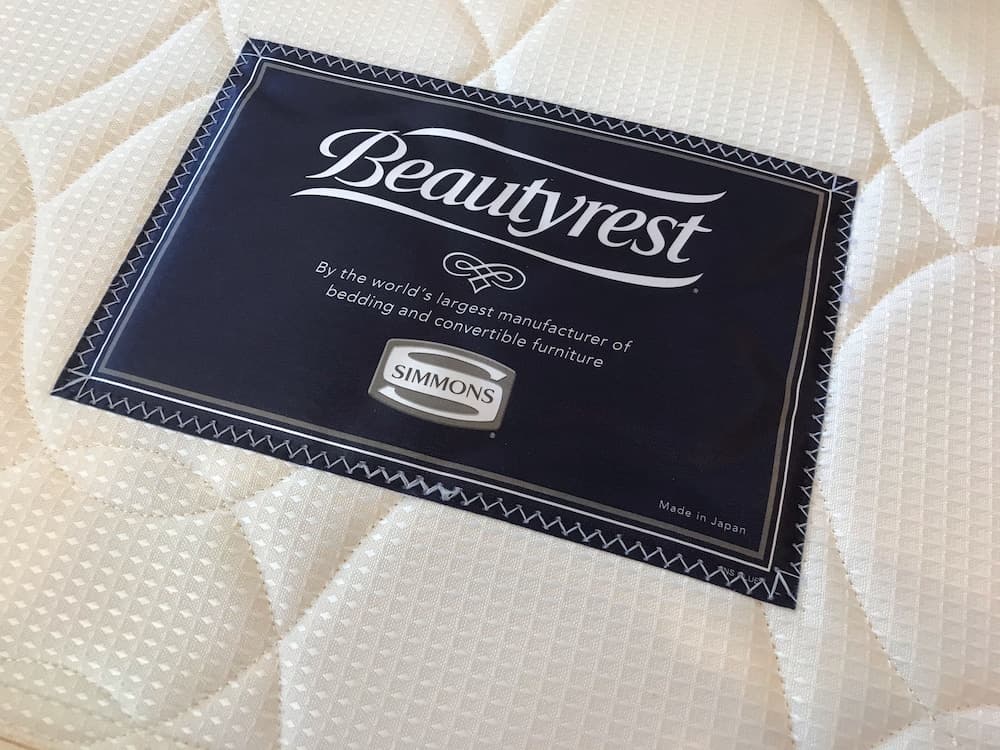 Beautyrest
By the world's largest manufacturer of
bedding and convertible furniture
SIMMONS
Made in Japan